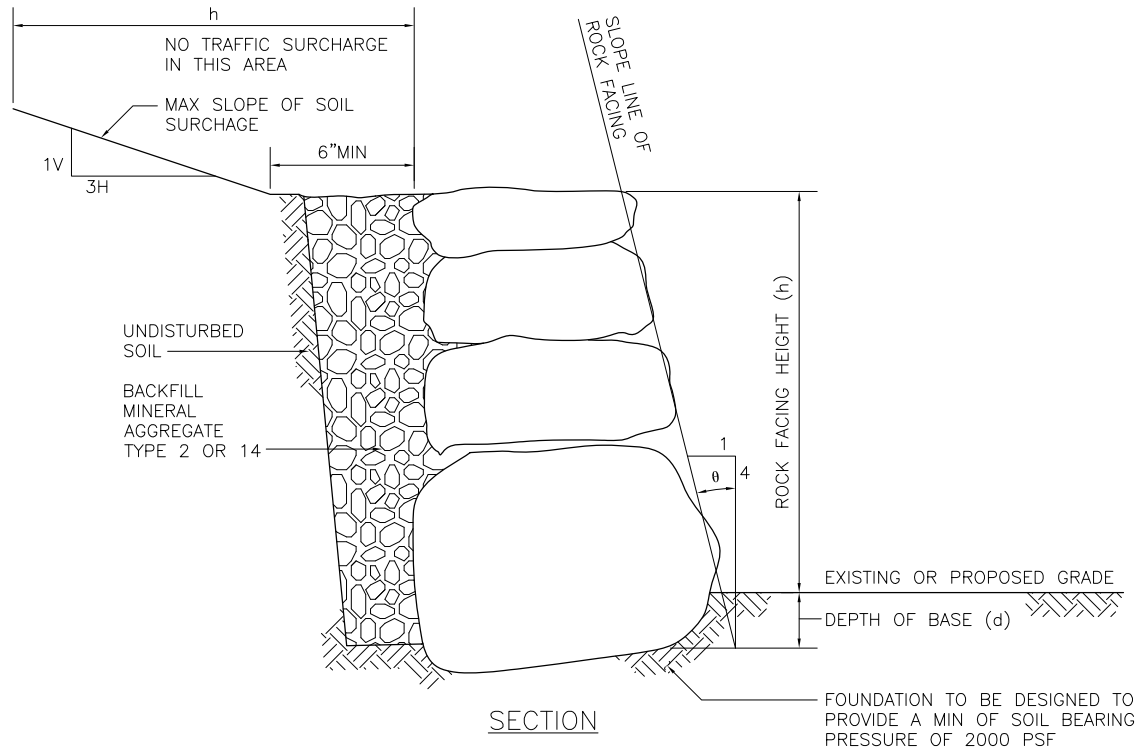 h
NO TRAFFIC SURCHARGE
IN THIS AREA
MAX SLOPE OF SOIL
SURCHAGE
1V
3H
6"MIN
SLOPE LINE OF
ROCK FACING
UNDISTURBED
SOIL
BACKFILL
MINERAL
AGGREGATE
TYPE 2 OR 14
1
4
θ
ROCK FACING HEIGHT (h)
EXISTING OR PROPOSED GRADE
DEPTH OF BASE (d)
FOUNDATION TO BE DESIGNED TO
PROVIDE A MIN OF SOIL BEARING
PRESSURE OF 2000 PSF
SECTION